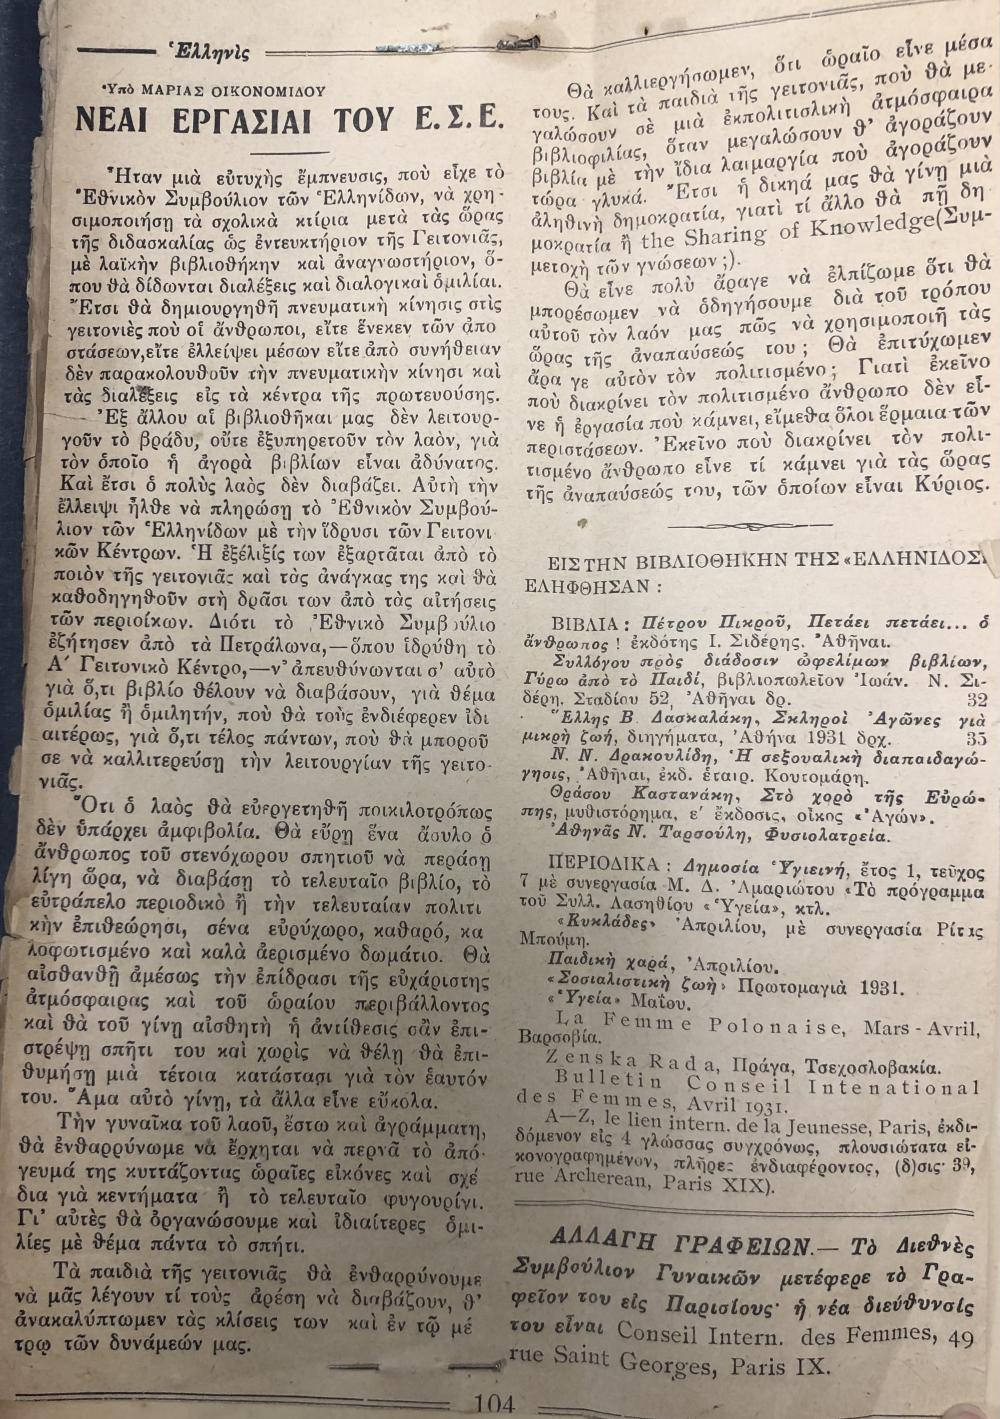 Ἑλληνὶς
Ὑπὸ ΜΑΡΙΑΣ ΟΙΚΟΝΟΜΙΔΟΥ
ΝΕΑΙ ΕΡΓΑΣΙΑΙ ΤΟΥ Ε.Σ.Ε.
Ἦταν μιὰ εὐτυχὴς ἔμπνευσις, ποὺ εἶχε τὸ
Ἐθνικὸν Συμβούλιον τῶν Ἑλληνίδων, νὰ χρη-
σιμοποιήσῃ τὰ σχολικὰ κτίρια μετὰ τὰς ὥρας
τῆς διδασκαλίας ὡς ἐντευκτήριον τῆς Γειτονιᾶς,
μὲ λαϊκὴν βιβλιοθήκην καὶ ἀναγνωστήριον, ὅ-
που θὰ δίδωνται διαλέξεις καὶ διαλογικαὶ ὁμιλίαι.
Ἔτσι θὰ δημιουργηθῆ πνευματικὴ κίνησις στὶς
γειτονιὲς ποὺ οἱ ἄνθρωποι, εἴτε ἕνεκεν τῶν ἀπο
στάσεων, εἴτε ἐλλείψει μέσων εἴτε ἀπὸ συνήθειαν
δὲν παρακολουθοῦν τὴν πνευματικὴν κίνησι καὶ
τὰς διαλέξεις εἰς τὰ κέντρα τῆς πρωτευούσης.
Ἐξ ἄλλου αἱ βιβλιοθῆκαι μας δὲν λειτουρ-
γοῦν τὸ βράδυ, οὔτε ἐξυπηρετοῦν τὸν λαὸν, γιὰ
τὸν ὁποῖο ἡ ἀγορὰ βιβλίων εἶναι ἀδύνατος.
Καὶ ἔτσι ὁ πολὺς λαὸς δὲν διαβάζει. Αὐτὴ τὴν
ἔλλειψι ἦλθε νὰ πληρώσῃ τὸ Ἐθνικὸν Συμβού-
λιον τῶν Ἑλληνίδων μὲ τὴν ἵδρυσι τῶν Γειτονι
κῶν Κέντρων. Ἡ ἐξέλιξίς των ἐξαρτᾶται ἀπὸ τὸ
ποιὸν τῆς γειτονιᾶς καὶ τὰς ἀνάγκας της καὶ θὰ
καθοδηγηθοῦν στὴ δρᾶσι των ἀπὸ τὰς αἰτήσεις
τῶν περιοίκων. Διότι τὸ Ἐθνικὸ Συμβούλιο
ἐζήτησεν ἀπὸ τὰ Πετράλωνα,—ὅπου ἱδρύθη τὸ
Α΄ Γειτονικὸ Κέντρο,—ν' ἀπευθύνωνται σ' αὐτὸ
γιὰ ὅ,τι βιβλίο θέλουν νὰ διαβάσουν, γιὰ θέμα
ὁμιλίας ἢ ὁμιλητήν, ποὺ θὰ τοὺς ἐνδιέφερεν ἰδι
αιτέρως, γιὰ ὅ,τι τέλος πάντων, ποὺ θὰ μποροῦ
σε νὰ καλλιτερεύσῃ τὴν λειτουργίαν τῆς γειτο-
νιᾶς.
Ὅτι ὁ λαὸς θὰ εὐεργετηθῆ ποικιλοτρόπως
δὲν ὑπάρχει ἀμφιβολία. Θὰ εὕρῃ ἕνα ἄσυλο ὁ
ἄνθρωπος τοῦ στενόχωρου σπητιοῦ νὰ περάσῃ
λίγη ὥρα, νὰ διαβάσῃ τὸ τελευταῖο βιβλίο, τὸ
εὐτράπελο περιοδικὸ ἢ τὴν τελευταίαν πολιτι
κὴν ἐπιθεώρησι, σένα εὐρύχωρο, καθαρό, κα
λοφωτισμένο καὶ καλὰ ἀερισμένο δωμάτιο. Θὰ
αἰσθανθῇ ἀμέσως τὴν ἐπίδρασι τῆς εὐχάριστης
ἀτμόσφαιρας καὶ τοῦ ὡραίου περιβάλλοντος
καὶ θὰ τοῦ γίνῃ αἰσθητὴ ἡ ἀντίθεσις σὰν ἐπι-
στρέψῃ σπῆτι του καὶ χωρὶς νὰ θέλῃ θὰ ἐπι-
θυμήσῃ μιὰ τέτοια κατάστασι γιὰ τὸν ἑαυτόν
του. Ἅμα αὐτὸ γίνῃ, τὰ ἄλλα εἶνε εὔκολα.
Τὴν γυναῖκα τοῦ λαοῦ, ἔστω καὶ ἀγράμματη,
θὰ ἐνθαρρύνωμε νὰ ἔρχηται νὰ περνᾷ τὸ ἀπό-
γευμά της κυττάζοντας ὡραῖες εἰκόνες καὶ σχέ
δια γιὰ κεντήματα ἢ τὸ τελευταῖο φυγουρίνι.
Γι' αὐτὲς θὰ ὀργανώσουμε καὶ ἰδιαίτερες ὁμι-
λίες μὲ θέμα πάντα τὸ σπῆτι.
Τὰ παιδιὰ τῆς γειτονιᾶς θὰ ἐνθαρρύνουμε
νὰ μᾶς λέγουν τί τοὺς ἀρέσῃ νὰ διαβάζουν, θ'
ἀνακαλύπτωμεν τὰς κλίσεις των καὶ ἐν τῷ μέ
τρῳ τῶν δυνάμεών μας.
Θὰ καλλιεργήσωμεν, ὅτι ὡραῖο εἶνε μέσα
τους. Καὶ τὰ παιδιὰ τῆς γειτονιᾶς, ποὺ θὰ με-
γαλώσουν σὲ μιὰ ἐκπολιτισλικὴ ἀτμόσφαιρα
βιβλιοφιλίας, ὅταν μεγαλώσουν θ' ἀγοράζουν
βιβλία μὲ τὴν ἴδια λαιμαργία ποὺ ἀγοράζουν
τώρα γλυκά. Ἔτσι ἡ δικηά μας θὰ γίνῃ μιὰ
ἀληθινὴ δημοκρατία, γιατὶ τί ἄλλο θὰ πῇ δη
μοκρατία ἢ the Sharing of Knowledge(Συμ-
μετοχὴ τῶν γνώσεων ;).
Θὰ εἶνε πολὺ ἄραγε νὰ ἐλπίζωμε ὅτι θὰ
μπορέσωμεν νὰ ὁδηγήσουμε διὰ τοῦ τρόπου
αὐτοῦ τὸν λαόν μας πῶς νὰ χρησιμοποιῇ τὰς
ὥρας τῆς ἀναπαύσεώς του ; Θὰ ἐπιτύχωμεν
ἄρα γε αὐτὸν τὸν πολιτισμένο; Γιατὶ ἐκεῖνο
ποὺ διακρίνει τὸν πολιτισμένο ἄνθρωπο δὲν εἶ-
νε ἡ ἐργασία ποὺ κάμνει, εἴμεθα ὅλοι ἕρμαια τῶν
περιστάσεων. Ἐκεῖνο ποὺ διακρίνει τὸν πολι-
τισμένο ἄνθρωπο εἶνε τί κάμνει γιὰ τὰς ὥρας
τῆς ἀναπαύσεώς του, τῶν ὁποίων εἶναι Κύριος.
ΕΙΣ ΤΗΝ ΒΙΒΛΙΟΘΗΚΗΝ ΤΗΣ «ΕΛΛΗΝΙΔΟΣ»
ΕΛΗΦΘΗΣΑΝ :
ΒΙΒΛΙΑ : Πέτρου Πικροῦ, Πετάει πετάει... ὁ
ἄνθρωπος ! ἐκδότης Ι. Σιδέρης. Ἀθῆναι.
Συλλόγου πρὸς διάδοσιν ὠφελίμων βιβλίων,
Γύρω ἀπὸ τὸ Παιδί, βιβλιοπωλεῖον Ἰωάν. Ν. Σι-
δέρη, Σταδίου 52, Ἀθῆναι δρ. 32
Ἕλλης Β Δασκαλάκη, Σκληροὶ Ἀγῶνες γιὰ
μικρὴ ζωή, διηγήματα, Ἀθήνα 1931 δρχ. 35
Ν. Ν. Δρακουλίδη, Ἡ σεξουαλικὴ διαπαιδαγώ-
γησις, Ἀθῆναι, ἐκδ. ἑταιρ. Κουτομάρη.
Θράσου Καστανάκη, Στὸ χορὸ τῆς Εὐρώ-
πης, μυθιστόρημα, ε΄ ἔκδοσις, οἶκος «Ἀγών».
Ἀθηνᾶς Ν. Ταρσούλη, Φυσιολατρεία.
ΠΕΡΙΟΔΙΚΑ : Δημοσία Ὑγιεινή, ἔτος 1, τεῦχος
7 μὲ συνεργασία Μ. Δ. Ἀμαριώτου «Τὸ πρόγραμμα
τοῦ Συλλ. Λασηθίου «Ὑγεία», κτλ.
«Κυκλάδες» Ἀπριλίου, μὲ συνεργασία Ρίτας
Μπούμη.
Παιδικὴ χαρά, Ἀπριλίου.
«Σοσιαλιστικὴ ζωή» Πρωτομαγιὰ 1931.
«Ὑγεία» Μαΐου.
La Femme Polonaise, Mars - Avril,
Βαρσοβία.
Zenska Rada, Πράγα, Τσεχοσλοβακία.
Bulletin Conseil Intenational
des Femmes, Avril 1931.
A—Z, le lien intern. de la Jeunesse, Paris, ἐκδι-
δόμενον εἰς 4 γλώσσας συγχρόνως, πλουσιώτατα εἰ-
κονογραφημένον, πλῆρες ἐνδιαφέροντος, (δ)σις· 39,
rue Archerean, Paris XIX).
ΑΛΛΑΓΗ ΓΡΑΦΕΙΩΝ.— Τὸ Διεθνὲς
Συμβούλιον Γυναικῶν μετέφερε τὸ Γρα-
φεῖον του εἰς Παρισίους· ἡ νέα διεύθυνσίς
του εἶναι Conseil Intern. des Femmes, 49
rue Saint Georges, Paris IX.
104